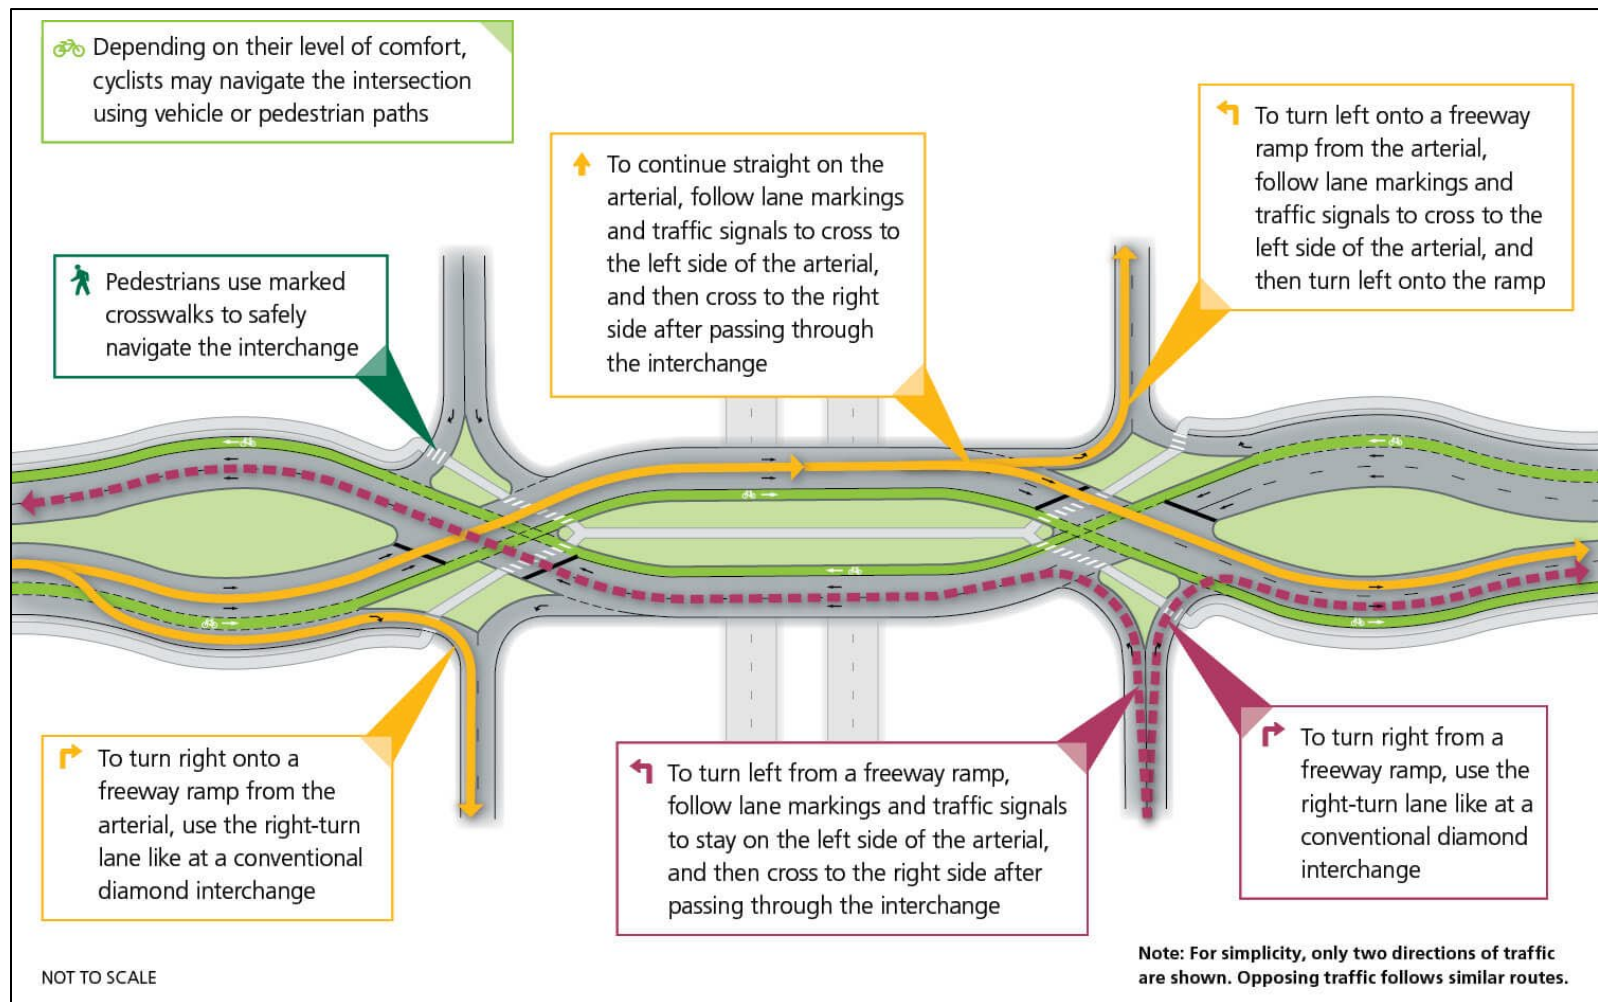 Depending on their level of comfort,
cyclists may navigate the intersection
using vehicle or pedestrian paths
To turn left onto a freeway
ramp from the arterial,
follow lane markings and
traffic signals to cross to the
left side of the arterial, and
then turn left onto the ramp
To continue straight on the
arterial, follow lane markings
and traffic signals to cross to
the left side of the arterial,
and then cross to the right
side after passing through
the interchange
Pedestrians use marked
crosswalks to safely
navigate the interchange
To turn right onto a
freeway ramp from the
arterial, use the right-turn
lane like at a conventional
diamond interchange
To turn left from a freeway ramp,
follow lane markings and traffic signals
to stay on the left side of the arterial,
and then cross to the right side after
passing through the interchange
To turn right from a
freeway ramp, use the
right-turn lane like at a
conventional diamond
interchange
NOT TO SCALE
Note: For simplicity, only two directions of traffic
are shown. Opposing traffic follows similar routes.